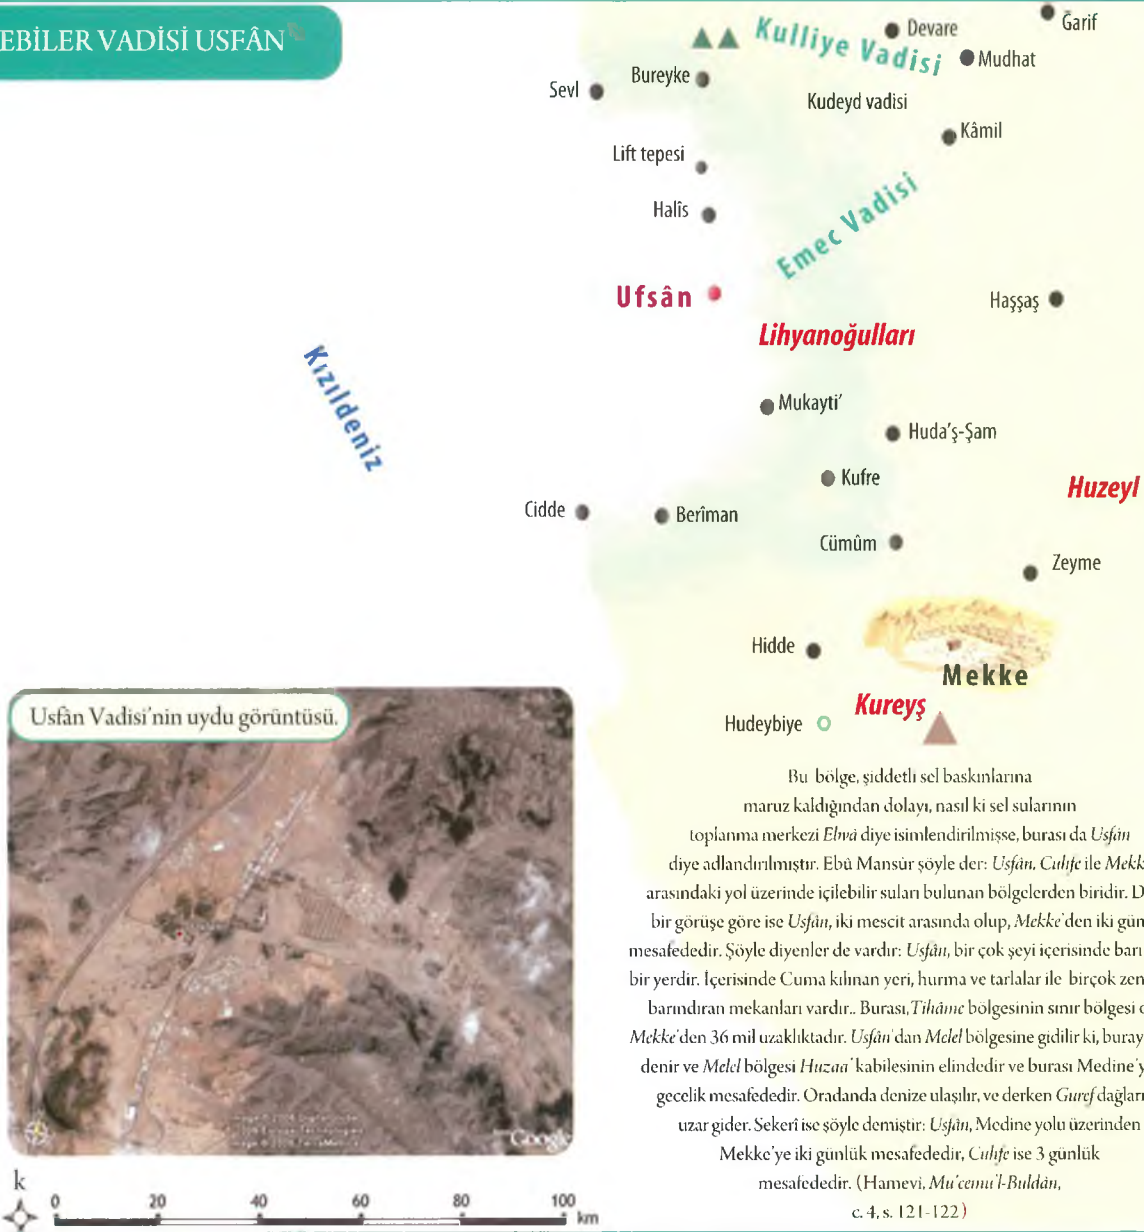 EBİLER VADİSİ USFÂN
Ğarif
Devare
Kulliye Vadisi
Mudhat
Bureyke
Sevl
Kudeyd vadisi
Kâmil
Lift tepesi
Halîs
Emec Vadisi
Ufsân
Haşşaş
Lihyanoğulları
Kızıldeniz
Mukayti'
Huda'ş-Şam
Kufre
Huzeyl
Cidde
Berîman
Cümûm
Zeyme
Hidde
Mekke
Kureyş
Hudeybiye
Usfân Vadisi'nin uydu görüntüsü.
Google
k
0 20 40 60 80 100
km
Bu bölge, şiddetli sel baskınlarına
maruz kaldığından dolayı, nasıl ki sel sularının
toplanma merkezi Ebvâ diye isimlendirilmişse, burası da Usfân
diye adlandırılmıştır. Ebû Mansûr şöyle der: Usfân, Cuhfe ile Mekk
arasındaki yol üzerinde içilebilir suları bulunan bölgelerden biridir. D
bir görüşe göre ise Usfân, iki mescit arasında olup, Mekke'den iki gün
mesafededir. Şöyle diyenler de vardır: Usfân, bir çok şeyi içerisinde barı
bir yerdir. İçerisinde Cuma kılınan yeri, hurma ve tarlalar ile birçok zen
barındıran mekanları vardır.. Burası, Tihâme bölgesinin sınır bölgesi o
Mekke'den 36 mil uzaklıktadır. Usfân'dan Melel bölgesine gidilir ki, buray
denir ve Melel bölgesi Huzaa' kabilesinin elindedir ve burası Medine'y
gecelik mesafededir. Oradanda denize ulaşılır, ve derken Guref dağları
uzar gider. Sekerî ise şöyle demiştir: Usfân, Medine yolu üzerinden
Mekke'ye iki günlük mesafededir, Cuhfe ise 3 günlük
mesafededir. (Hamevi, Mu'cemu'l-Buldân,
c. 4, s. 121-122)